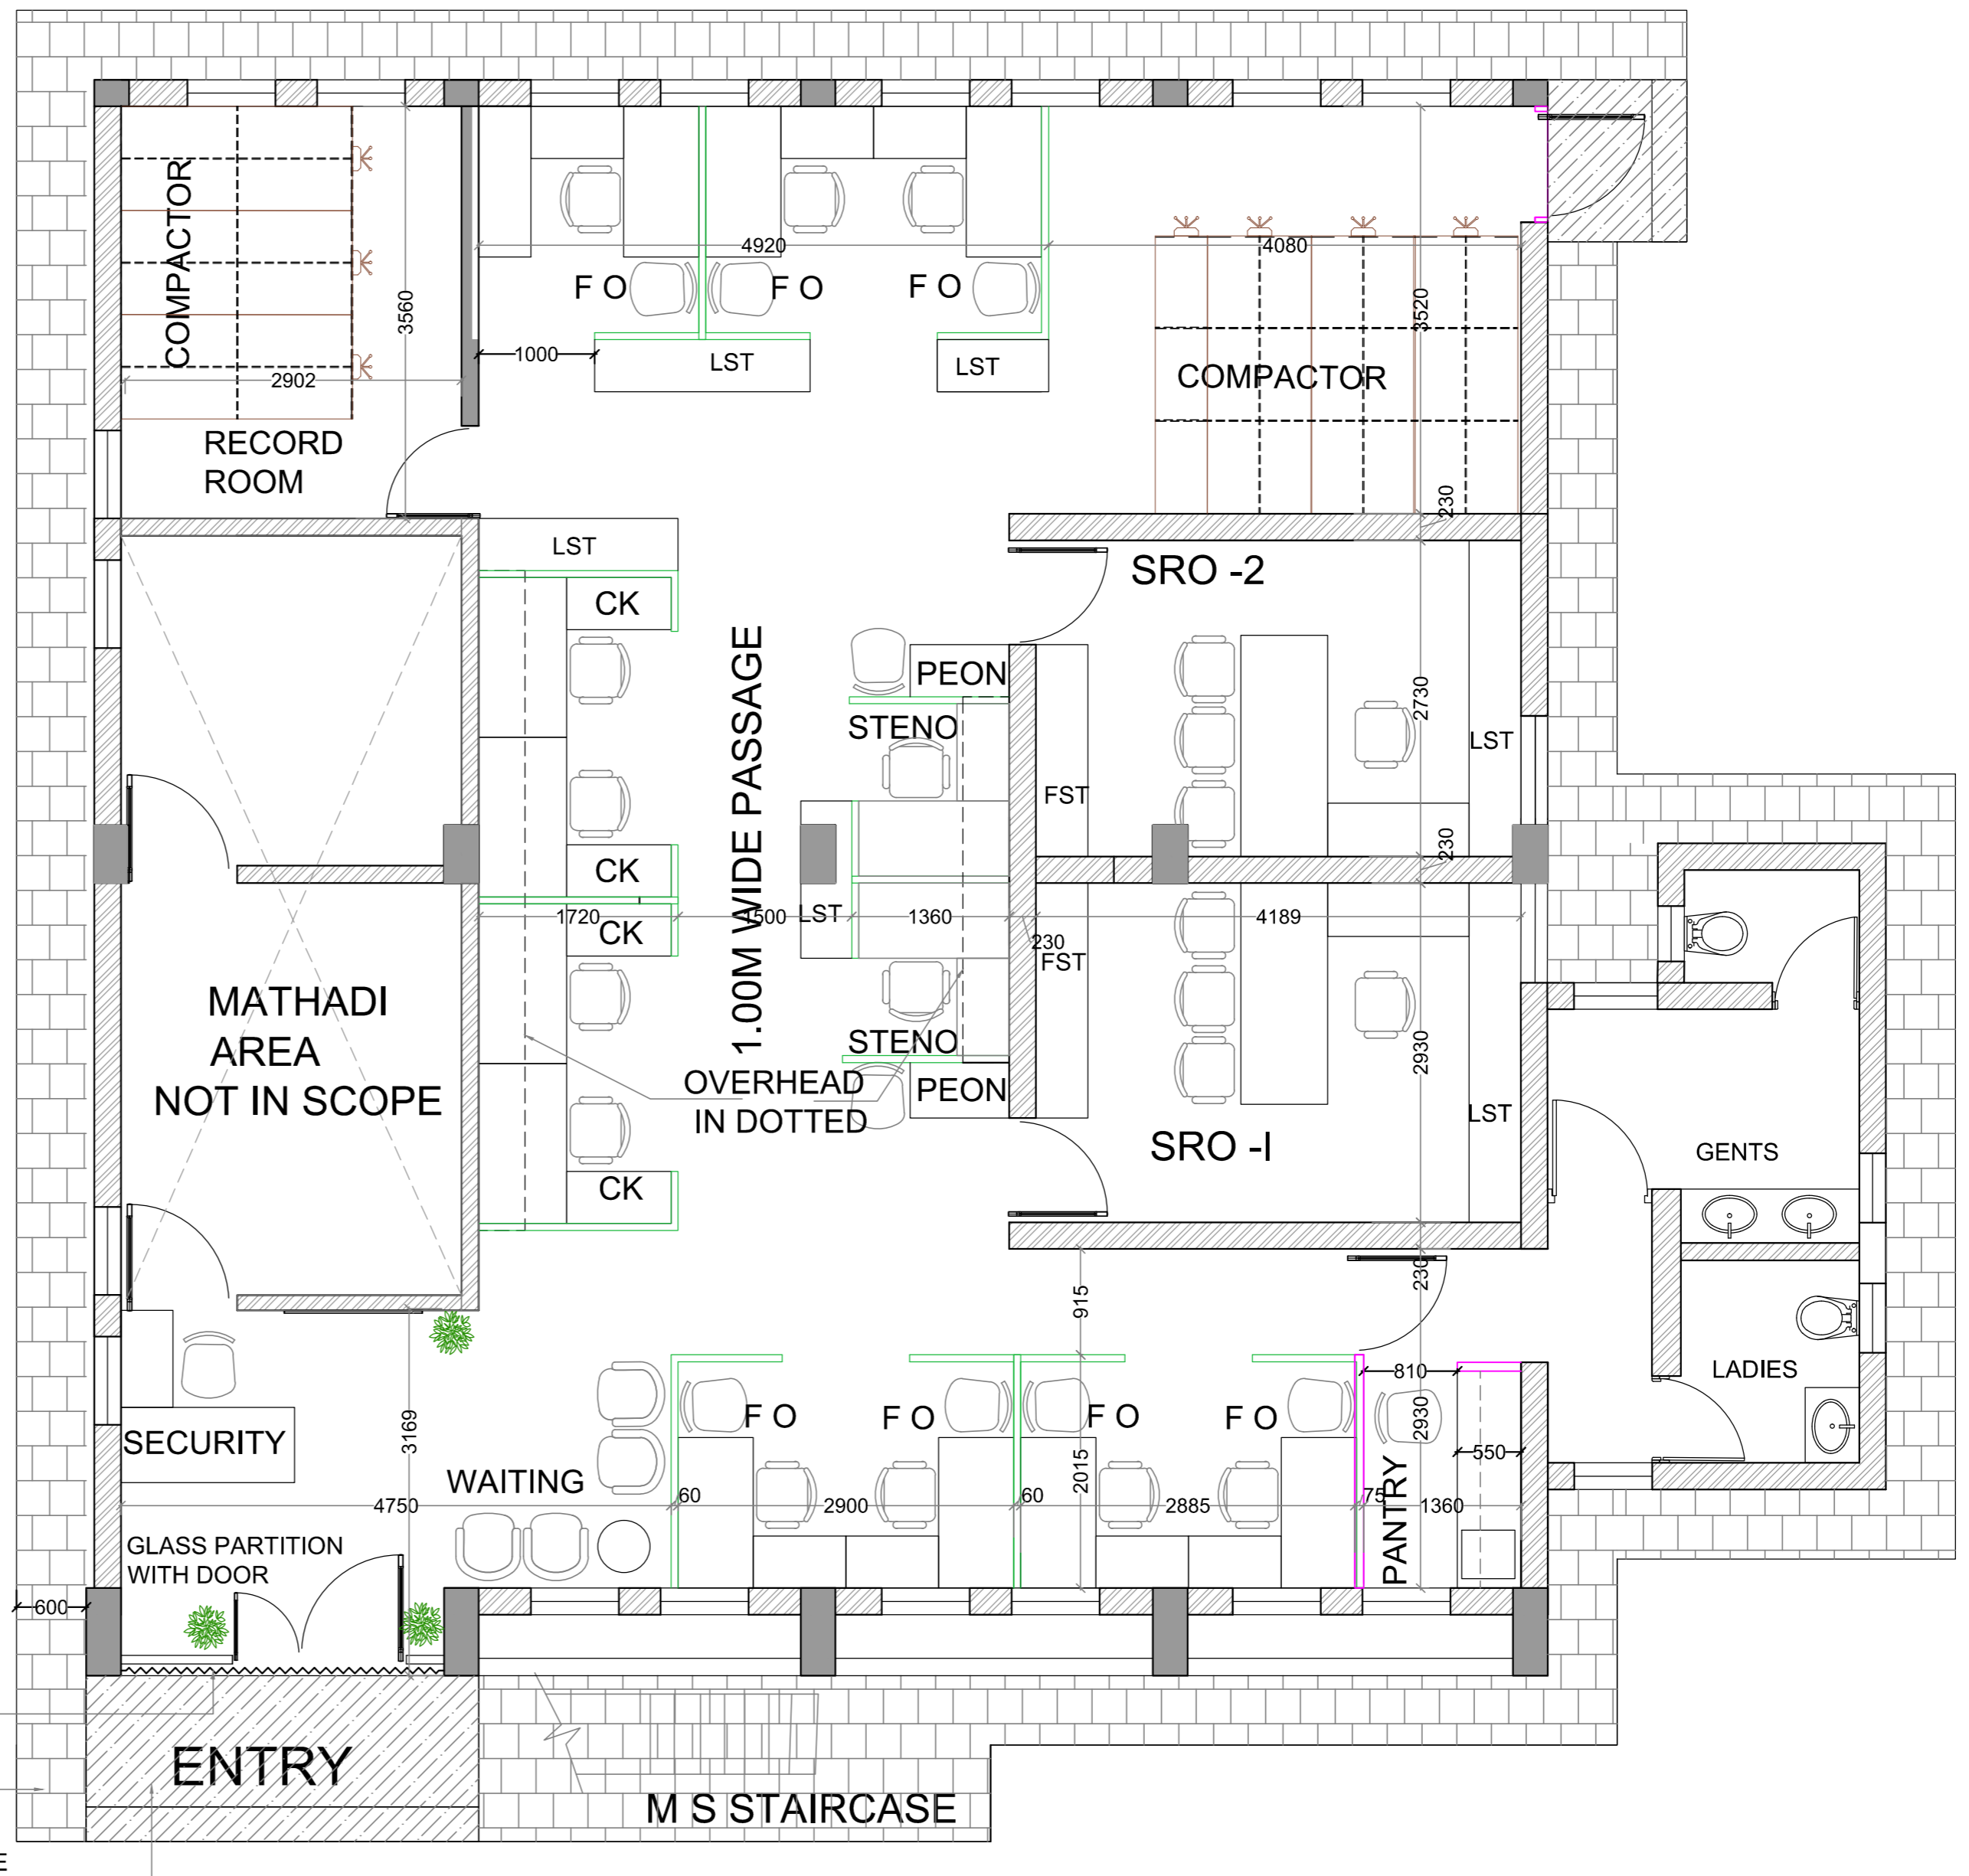 COMPACTOR
4920
4080
F O
F O
F O
3560
3520
1000
LST
LST
2902
COMPACTOR
RECORD
ROOM
230
LST
SRO -2
CK
1.00M WIDE PASSAGE
PEON
STENO
2730
LST
FST
CK
230
1720
1500
LST
1360
4189
CK
230
FST
MATHADI
AREA
NOT IN SCOPE
STENO
2930
OVERHEAD
IN DOTTED
PEON
LST
SRO -I
GENTS
CK
230
915
LADIES
810
F O
F O
F O
F O
2930
SECURITY
3169
550
WAITING
2015
PANTRY
4750
60
2900
60
2885
75
1360
GLASS PARTITION
WITH DOOR
600
ENTRY
M S STAIRCASE
E